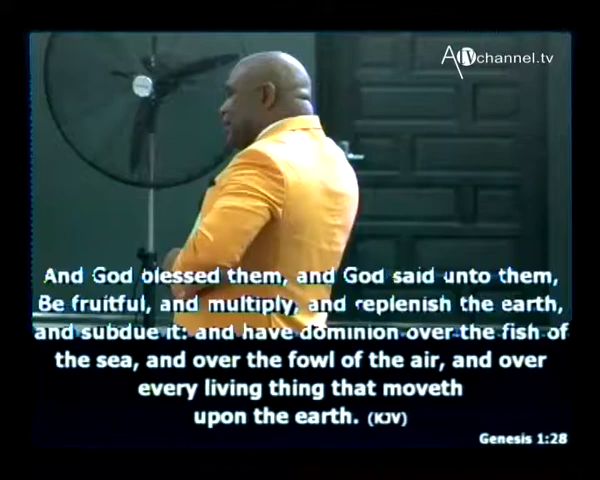 ATVchannel.tv
And God blessed them, and God said unto them,
Be fruitful, and multiply, and replenish the earth,
and subdue it: and have dominion over the fish of
the sea, and over the fowl of the air, and over
every living thing that moveth
upon the earth. (KJV)
Genesis 1:28